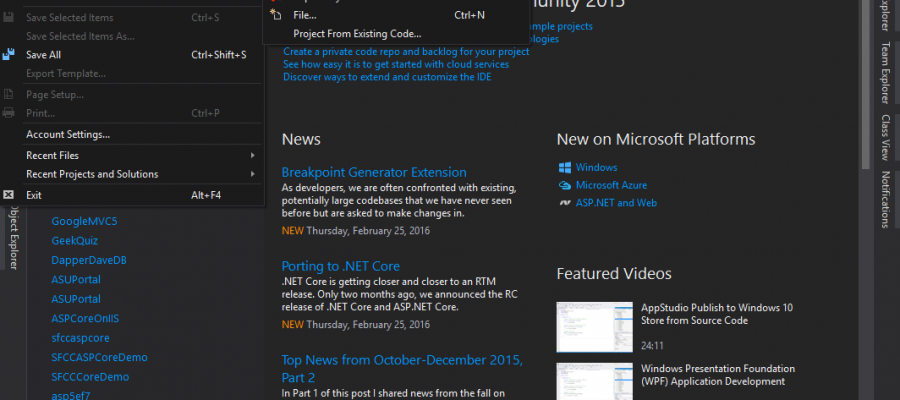 Save Selected Items Ctrl+S
Save Selected Items As...
Save All Ctrl+Shift+S
Export Template...
Page Setup...
Print... Ctrl+P
Account Settings...
Recent Files
Recent Projects and Solutions
Exit Alt+F4
File... Ctrl+N
Project From Existing Code...
Object Explorer
GoogleMVC5
GeekQuiz
DapperDaveDB
ASUPortal
ASUPortal
ASPCoreOnIIS
sfccaspcore
SFCCASPCoreDemo
SFCCCoreDemo
asp5ef7
2015
Create a private code repo and backlog for your project
See how easy it is to get started with cloud services
Discover ways to extend and customize the IDE
News
Breakpoint Generator Extension
As developers, we are often confronted with existing,
potentially large codebases that we have never seen
before but are asked to make changes in.
NEW Thursday, February 25, 2016
Porting to .NET Core
.NET Core is getting closer and closer to an RTM
release. Only two months ago, we announced the RC
release of .NET Core and ASP.NET Core.
NEW Thursday, February 25, 2016
Top News from October-December 2015,
Part 2
In Part 1 of this post I shared news from the fall on
projects
New on Microsoft Platforms
Windows
Microsoft Azure
ASP.NET and Web
Featured Videos
AppStudio Publish to Windows 10
Store from Source Code
24:11
Windows Presentation Foundation
(WPF) Application Development
Team Explorer
Class View
Notifications